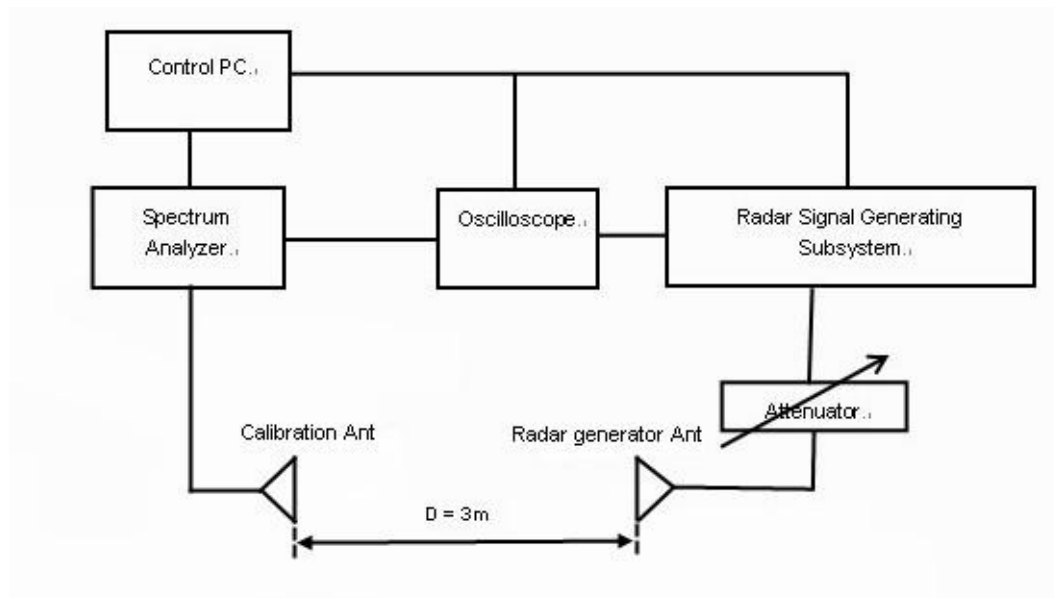 Control PC.
Spectrum
Analyzer.
Oscilloscope.
Radar Signal Generating
Subsystem.
Attenuator.
Calibration Ant
Radar generator Ant
D = 3m